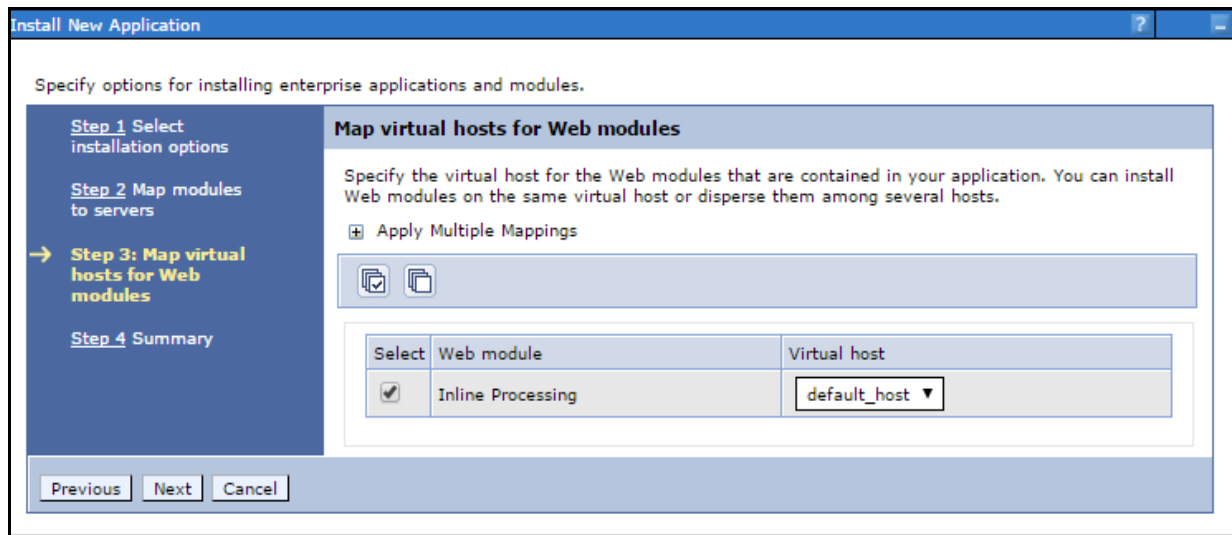 Install New Application
?
Specify options for installing enterprise applications and modules.
Step 1 Select
installation options
Step 2 Map modules
to servers
Step 3: Map virtual
hosts for Web
modules
Step 4 Summary
Map virtual hosts for Web modules
Specify the virtual host for the Web modules that are contained in your application. You can install
Web modules on the same virtual host or disperse them among several hosts.
Apply Multiple Mappings
Select Web module Virtual host
Inline Processing default_host
Previous Next Cancel